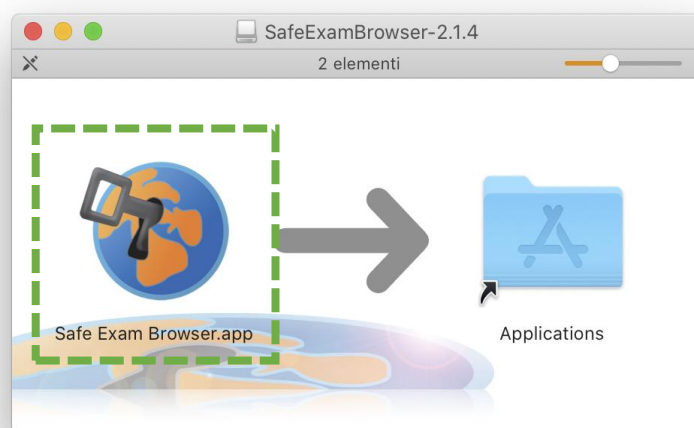 SafeExamBrowser-2.1.4
2 elementi
Safe Exam Browser.app
Applications